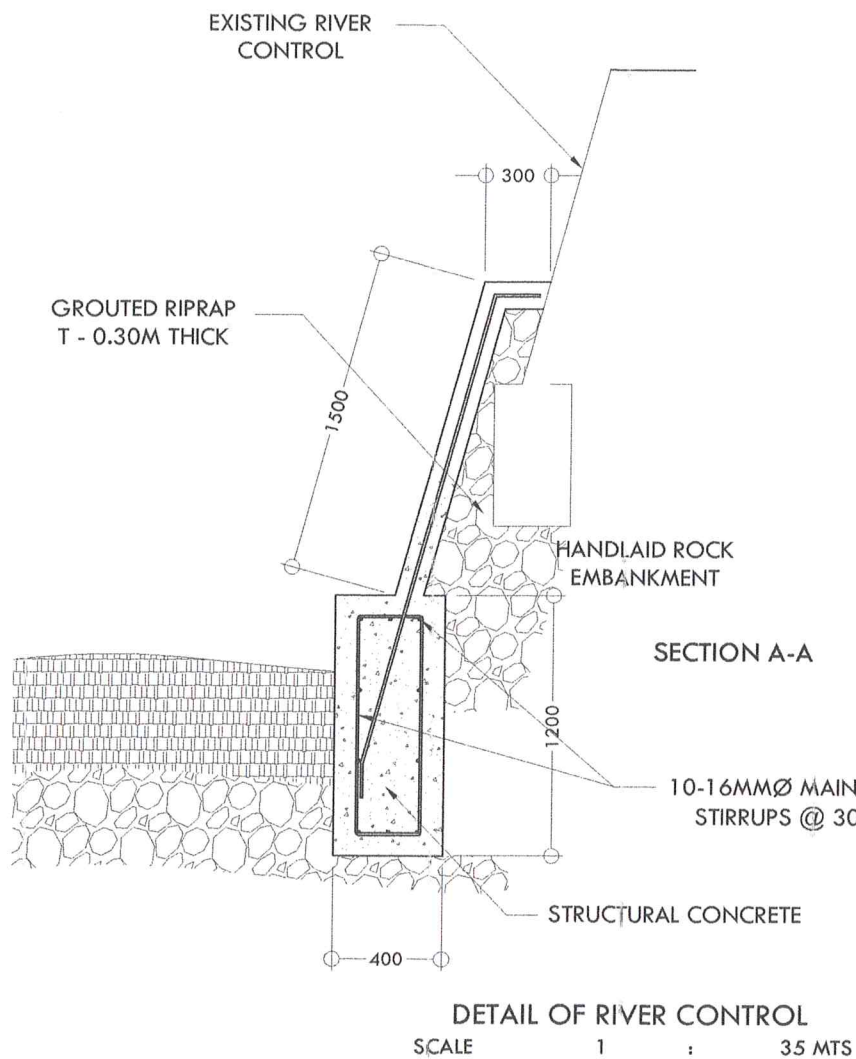 EXISTING RIVER
CONTROL
300
GROUTED RIPRAP
T - 0.30M THICK
1500
HANDLAID ROCK
EMBANKMENT
SECTION A-A
1200
10-16MMØ MAIN
STIRRUPS @ 30
STRUCTURAL CONCRETE
400
DETAIL OF RIVER CONTROL
SCALE 1 : 35 MTS